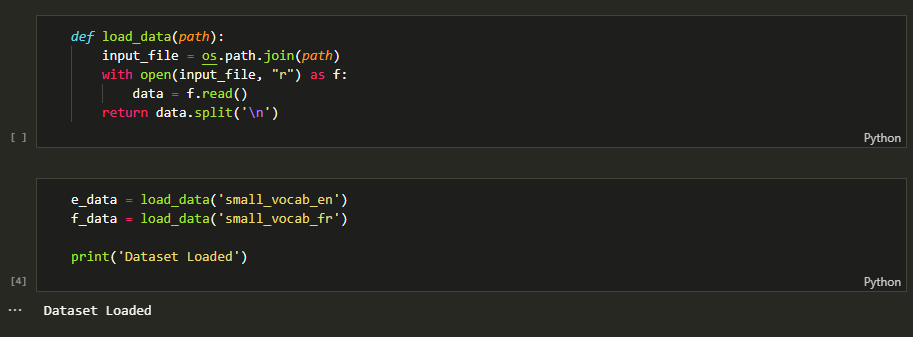 def load_data(path):
    input_file = os.path.join(path)
    with open(input_file, "r") as f:
        data = f.read()
    return data.split('\n')
[ ]
Python
e_data = load_data('small_vocab_en')
f_data = load_data('small_vocab_fr')
print('Dataset Loaded')
[4]
Python
... Dataset Loaded